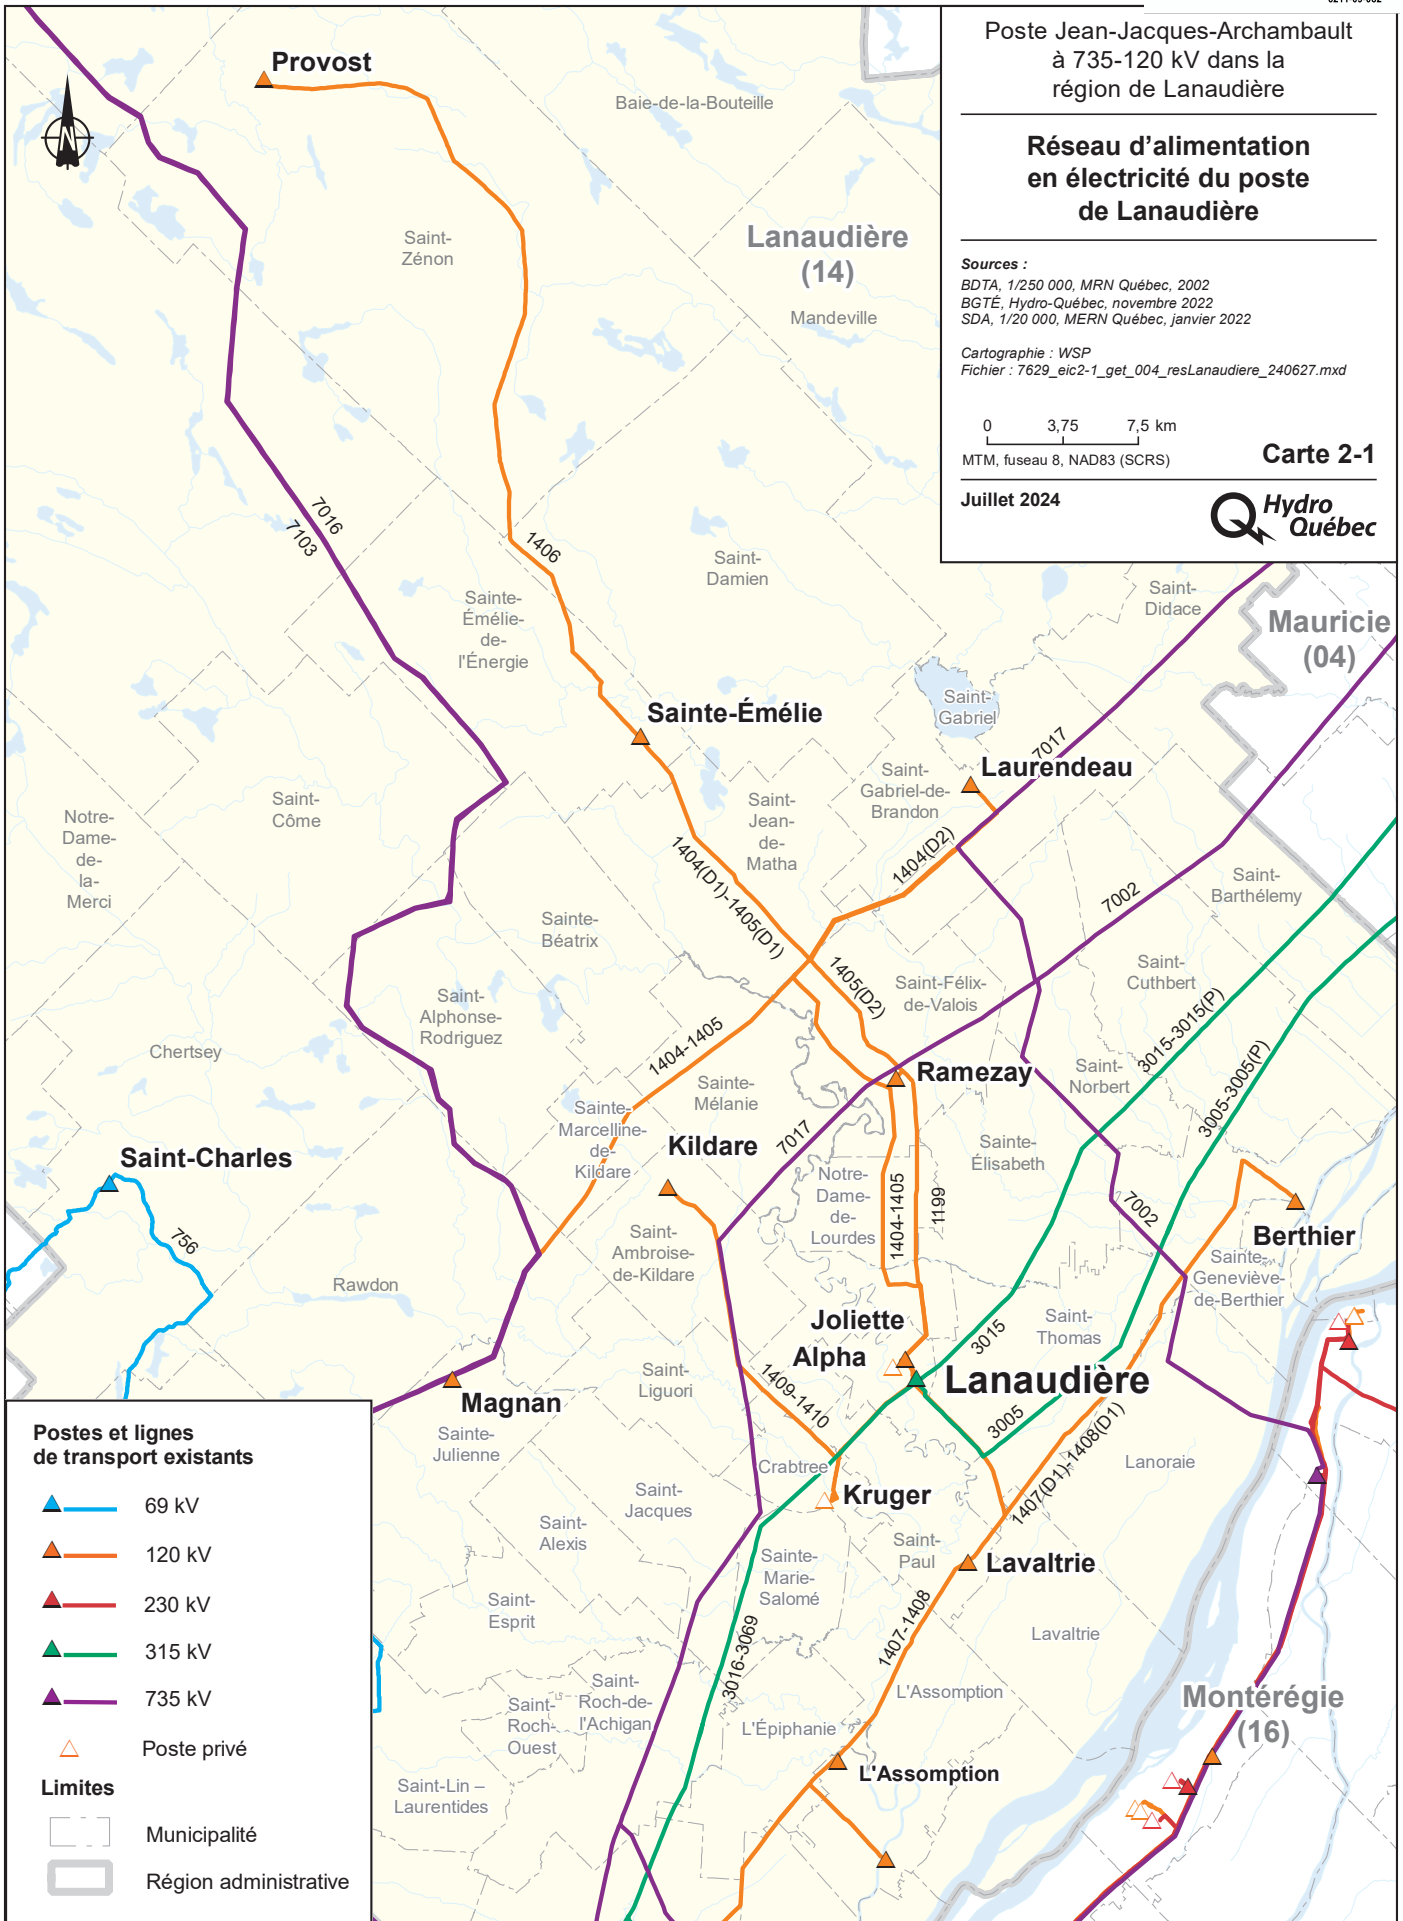 Poste Jean-Jacques-Archambault
à 735-120 kV dans la
région de Lanaudière
Réseau d'alimentation
en électricité du poste
de Lanaudière
Sources :
BDTA, 1/250 000, MRN Québec, 2002
BGTÉ, Hydro-Québec, novembre 2022
SDA, 1/20 000, MERN Québec, janvier 2022
Cartographie : WSP
Fichier : 7629_eic2-1_get_004_resLanaudiere_240627.mxd
0 3,75 7,5 km
MTM, fuseau 8, NAD83 (SCRS)
Carte 2-1
Juillet 2024
Hydro
Québec
N
Provost
Baie-de-la-Bouteille
Saint-
Zénon
Lanaudière
(14)
Mandeville
7016
7103
1406
Saint-
Damien
Sainte-
Émélie-
de-
l'Énergie
Saint-
Didace
Mauricie
(04)
Saint-
Gabriel
Sainte-Émélie
7017
Laurendeau
Saint-
Gabriel-de-
Brandon
Saint-
Côme
Notre-
Dame-
de-
la-
Merci
Saint-
Jean-
de-
Matha
1404(D1)-1405(D1)
1404(D2)
7002
Saint-
Barthélemy
Sainte-
Béatrix
1405(D2)
Saint-Félix-
de-Valois
Saint-
Cuthbert
Saint-
Alphonse-
Rodriguez
3015-3015(P)
3005-3005(P)
Chertsey
1404-1405
Ramezay
Saint-
Norbert
Sainte-
Mélanie
Sainte-
Marcelline-
de-
Kildare
7017
Kildare
Saint-Charles
Sainte-
Élisabeth
Notre-
Dame-
de-
Lourdes
1404-1405
1199
7002
Berthier
756
Saint-
Ambroise-
de-Kildare
Sainte-
Geneviève-
de-Berthier
Rawdon
Joliette
Alpha
3015
Saint-
Thomas
Lanaudière
Saint-
Liguori
1409-1410
Magnan
Sainte-
Julienne
3005
1407(D1)-1408(D1)
Crabtree
Lanoraie
Kruger
Saint-
Jacques
Saint-
Alexis
Saint-
Paul
Lavaltrie
Sainte-
Marie-
Salomé
Saint-
Esprit
1407-1408
Lavaltrie
3016-3069
Saint-
Roch-de-
l'Achigan
Saint-
Roch-
Ouest
L'Assomption
L'Épiphanie
Montérégie
(16)
L'Assomption
Saint-Lin –
Laurentides
Postes et lignes
de transport existants
69 kV
120 kV
230 kV
315 kV
735 kV
Poste privé
Limites
Municipalité
Région administrative